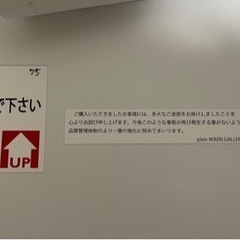 75
で下さい
UP
ご購入いただきましたお客様には、多大なご迷惑をお掛けしましたことを
心よりお詫び申し上げます。今後このような事態が再び発生する事がないよう
品質管理体制のより一層の強化に努めてまいります。
pixiv WAEN GALLER